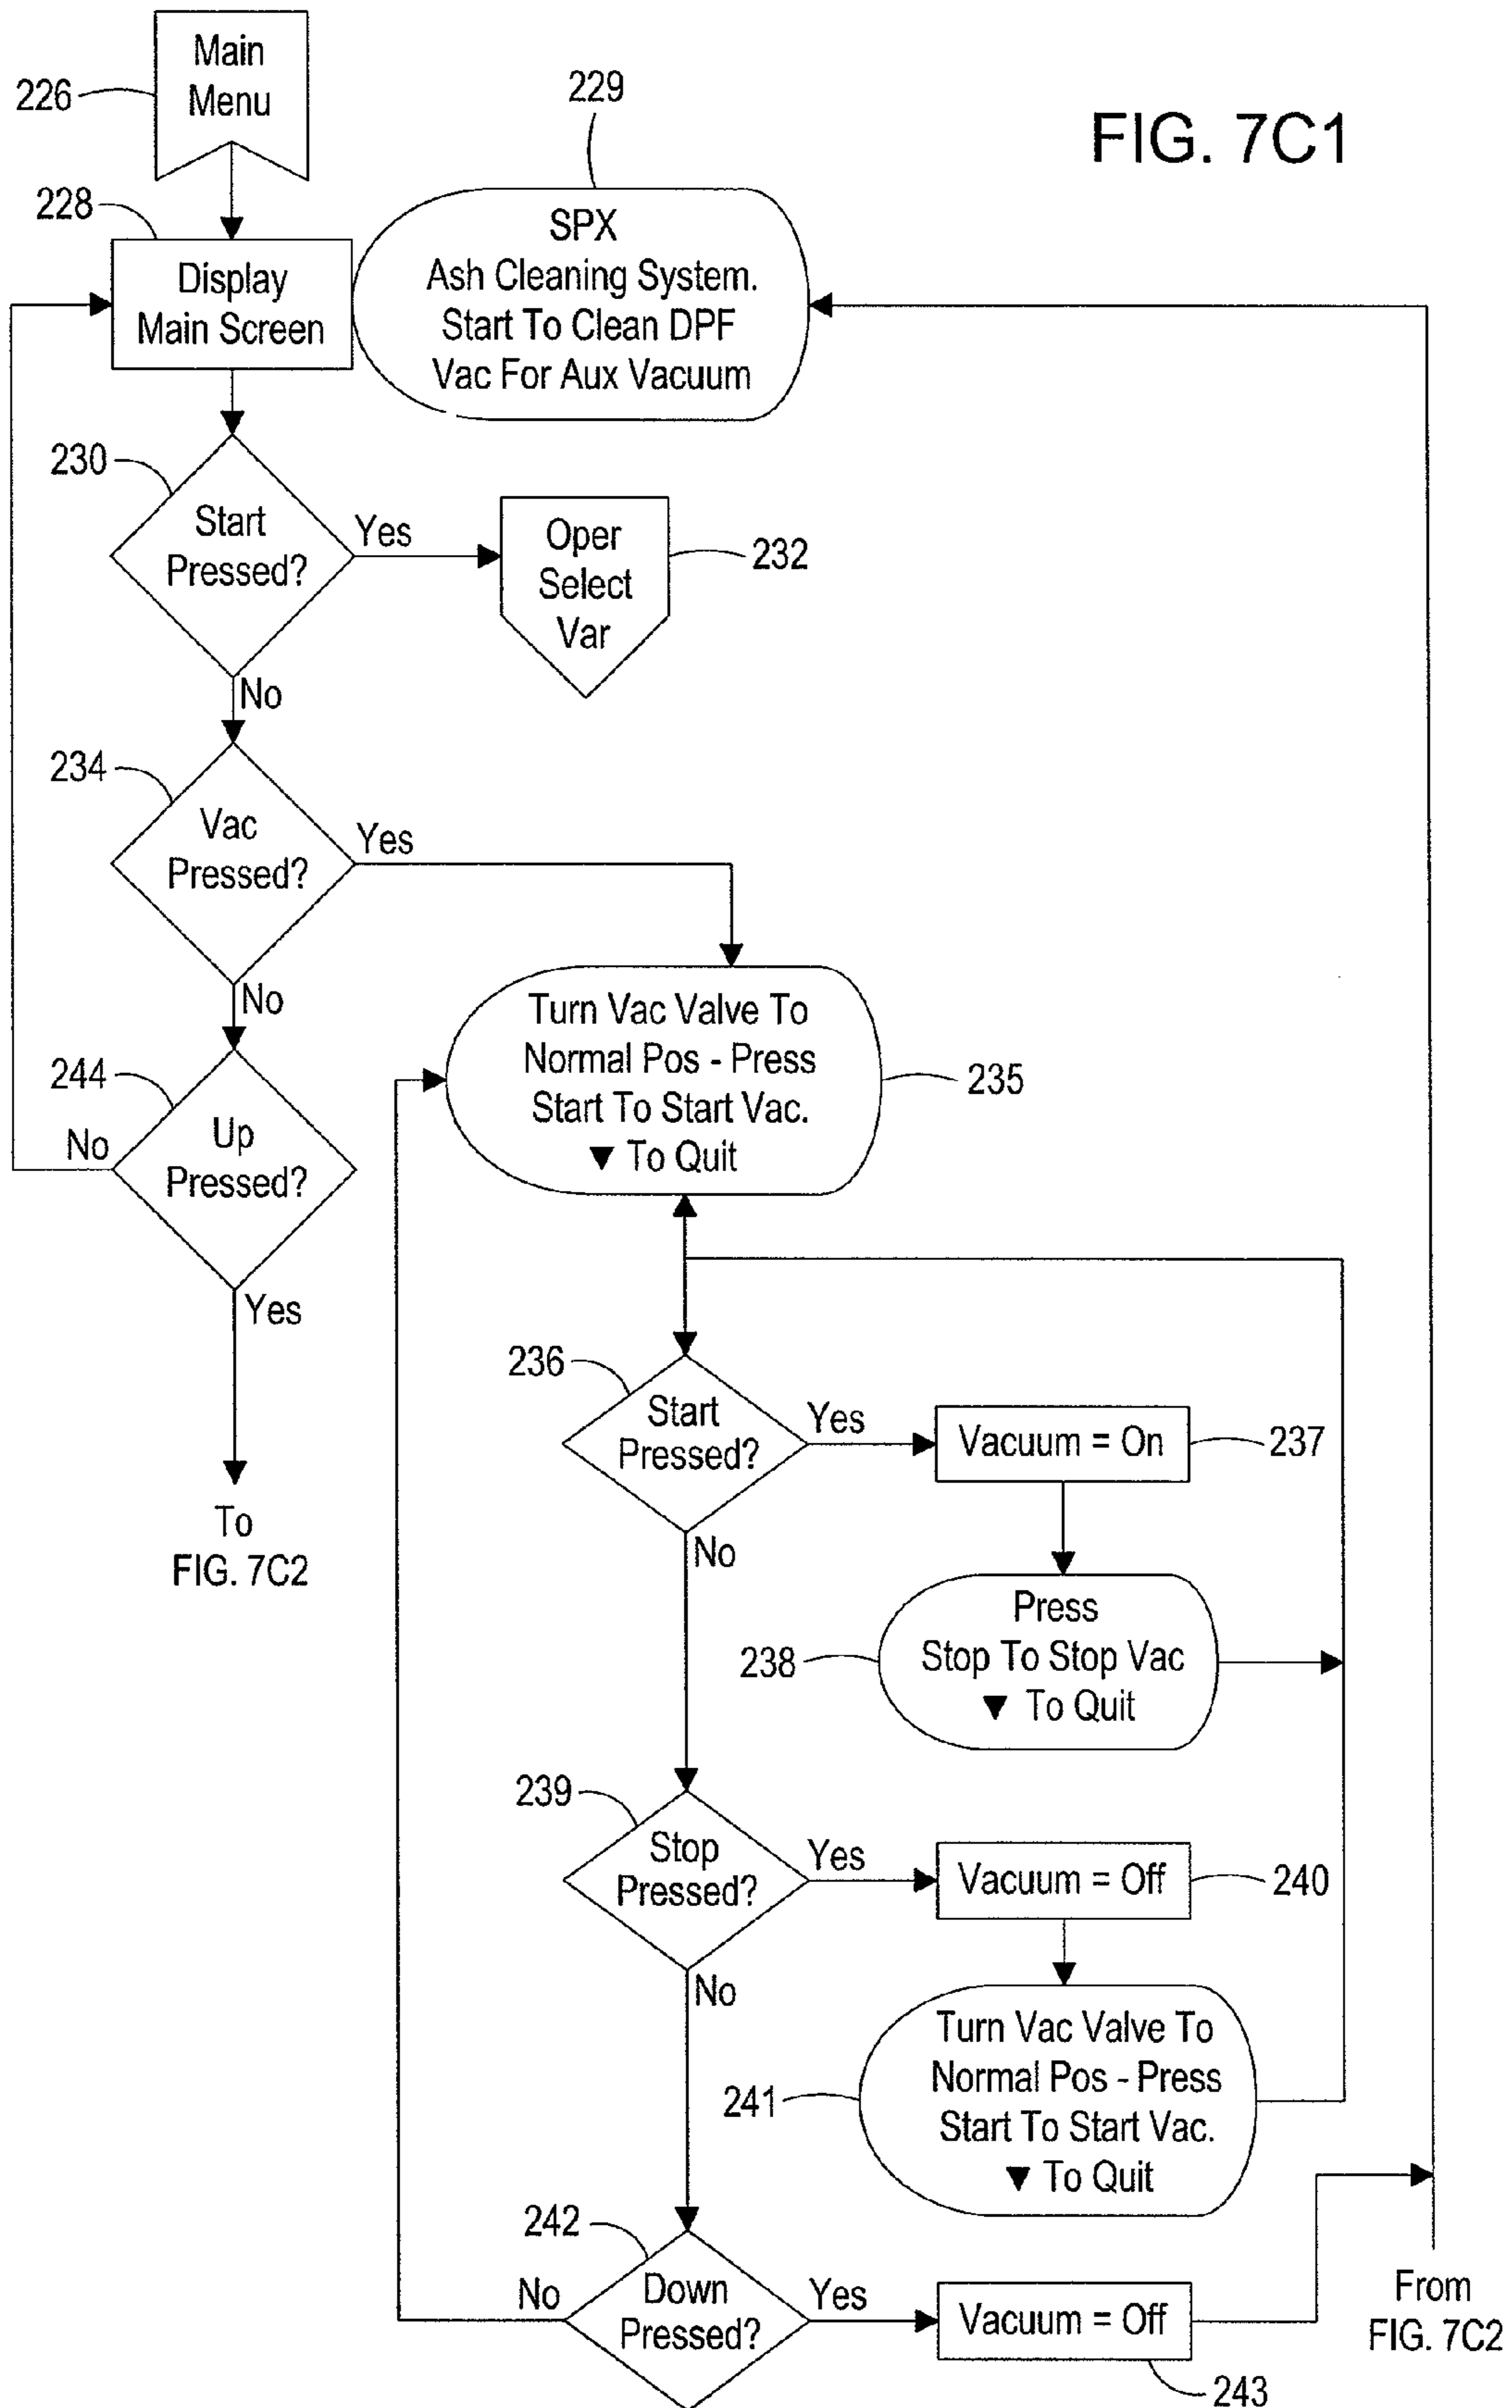 FIG. 7C1
226
Main
Menu
228
Display
Main Screen
229
SPX
Ash Cleaning System.
Start To Clean DPF
Vac For Aux Vacuum
230
Start
Pressed?
Yes
Oper
Select
Var
232
No
234
Vac
Pressed?
Yes
No
244
Up
Pressed?
No
Yes
To
FIG. 7C2
Turn Vac Valve To
Normal Pos - Press
Start To Start Vac.
▼ To Quit
235
236
Start
Pressed?
Yes
Vacuum = On
237
No
238
Press
Stop To Stop Vac
▼ To Quit
239
Stop
Pressed?
Yes
Vacuum = Off
240
No
241
Turn Vac Valve To
Normal Pos - Press
Start To Start Vac.
▼ To Quit
242
Down
Pressed?
No
Yes
Vacuum = Off
243
From
FIG. 7C2